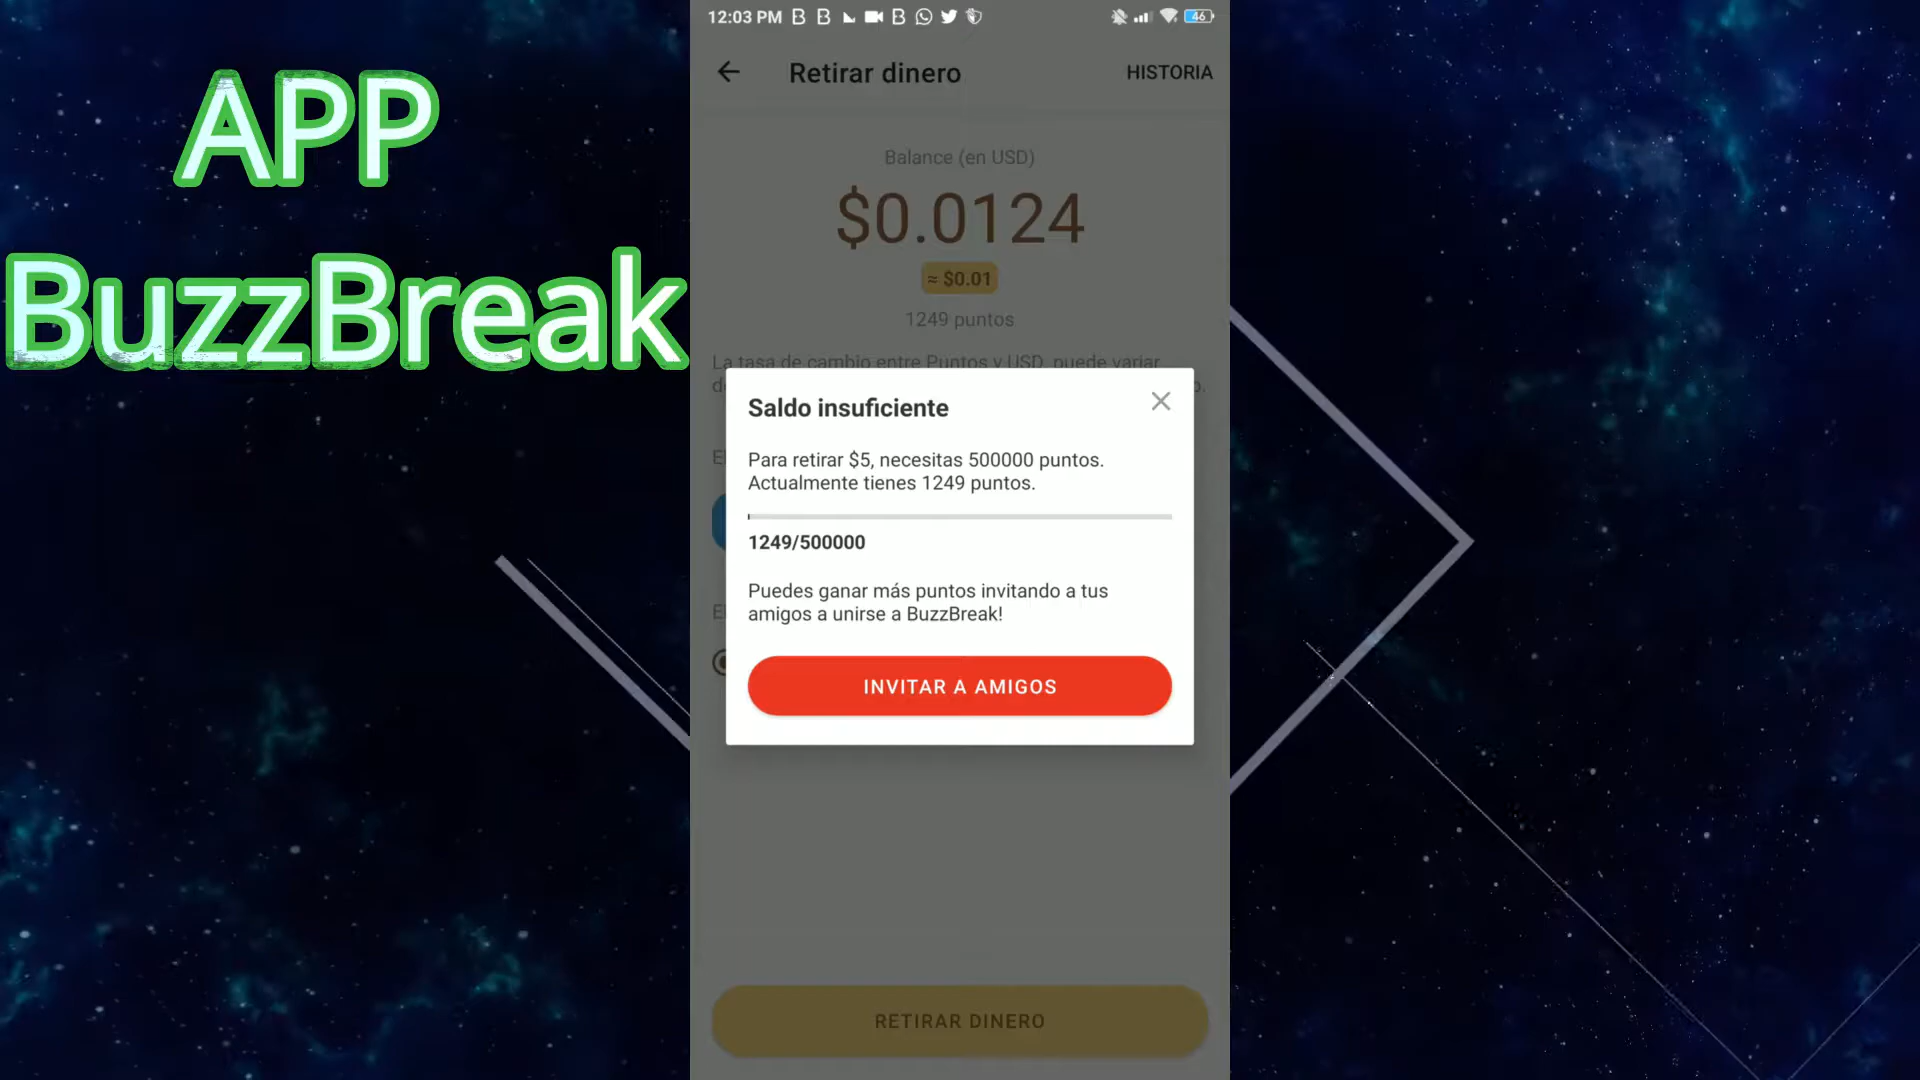 APP
BuzzBreak
12:03 PM
46
Retirar dinero
HISTORIA
Balance (en USD)
$0.0124
≈ $0.01
1249 puntos
La tasa de cambio entre Puntos y USD, puede variar
Saldo insuficiente
Para retirar $5, necesitas 500000 puntos.
Actualmente tienes 1249 puntos.
1249/500000
Puedes ganar más puntos invitando a tus
amigos a unirse a BuzzBreak!
INVITAR A AMIGOS
RETIRAR DINERO